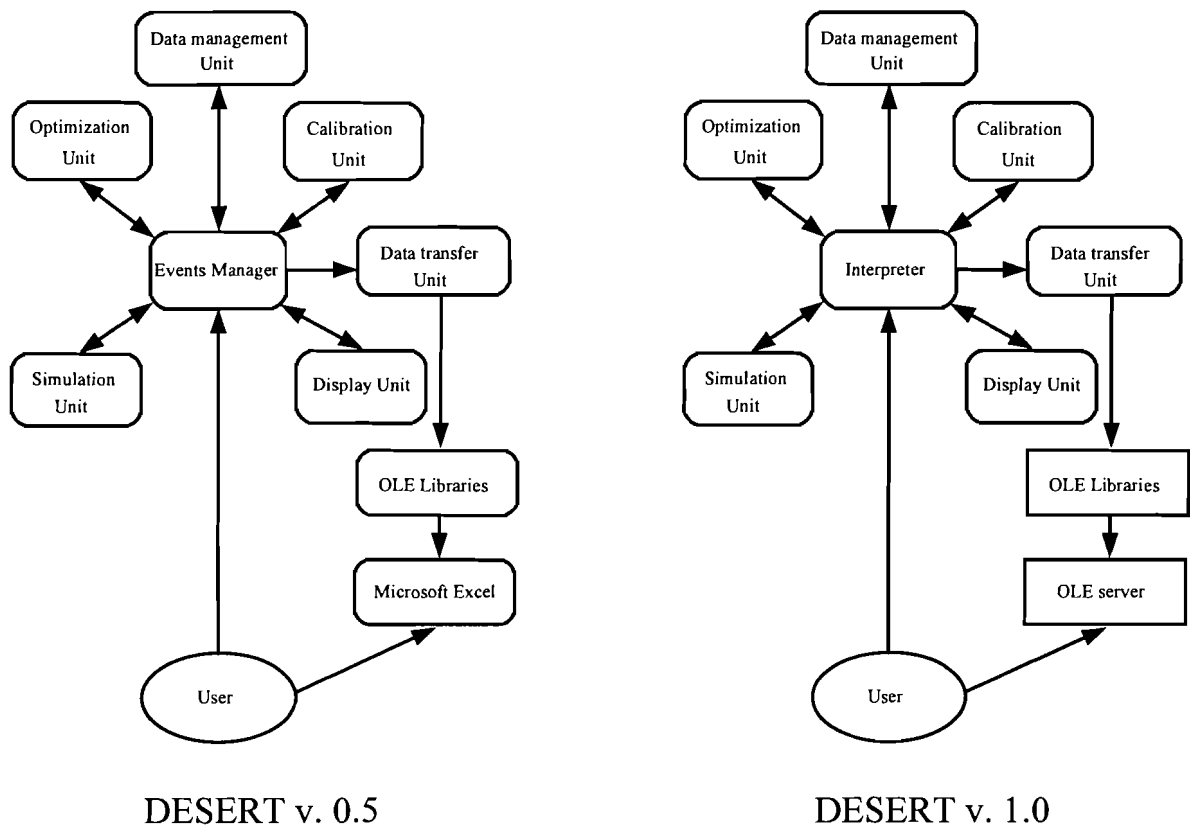 Data management
Unit
Optimization
Unit
Calibration
Unit
Events Manager
Data transfer
Unit
Simulation
Unit
Display Unit
OLE Libraries
Microsoft Excel
User
DESERT v. 0.5
Data management
Unit
Optimization
Unit
Calibration
Unit
Interpreter
Data transfer
Unit
Simulation
Unit
Display Unit
OLE Libraries
OLE server
User
DESERT v. 1.0